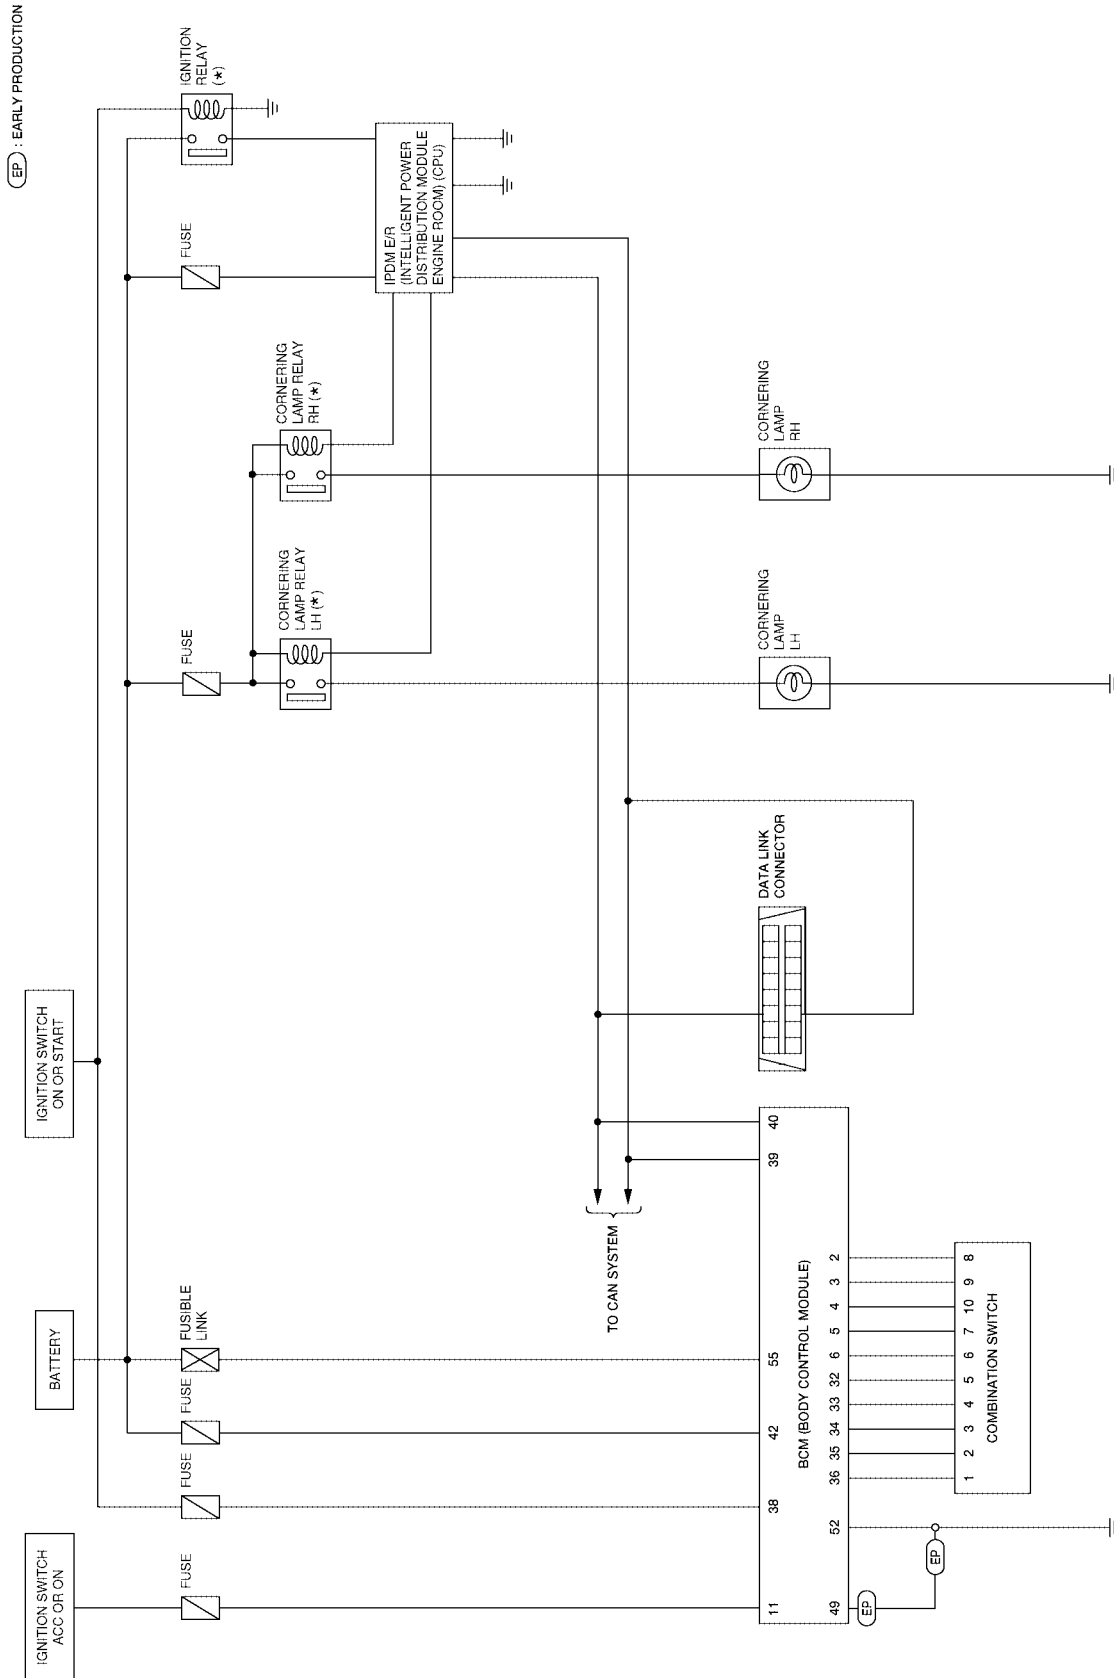 IGNITION SWITCH
ACC OR ON
BATTERY
IGNITION SWITCH
ON OR START
EP : EARLY PRODUCTION
FUSE
FUSE
FUSE
FUSIBLE
LINK
FUSE
FUSE
IGNITION
RELAY
(★)
CORNERING
LAMP RELAY
LH (★)
CORNERING
LAMP RELAY
RH (★)
IPDM E/R
(INTELLIGENT POWER
DISTRIBUTION MODULE
ENGINE ROOM) (CPU)
TO CAN SYSTEM
DATA LINK
CONNECTOR
CORNERING
LAMP
LH
CORNERING
LAMP
RH
11 38 42 55 39 40
BCM (BODY CONTROL MODULE)
49 52 36 35 34 33 32 6 5 4 3 2
EP
EP
1 2 3 4 5 6 7 10 9 8
COMBINATION SWITCH